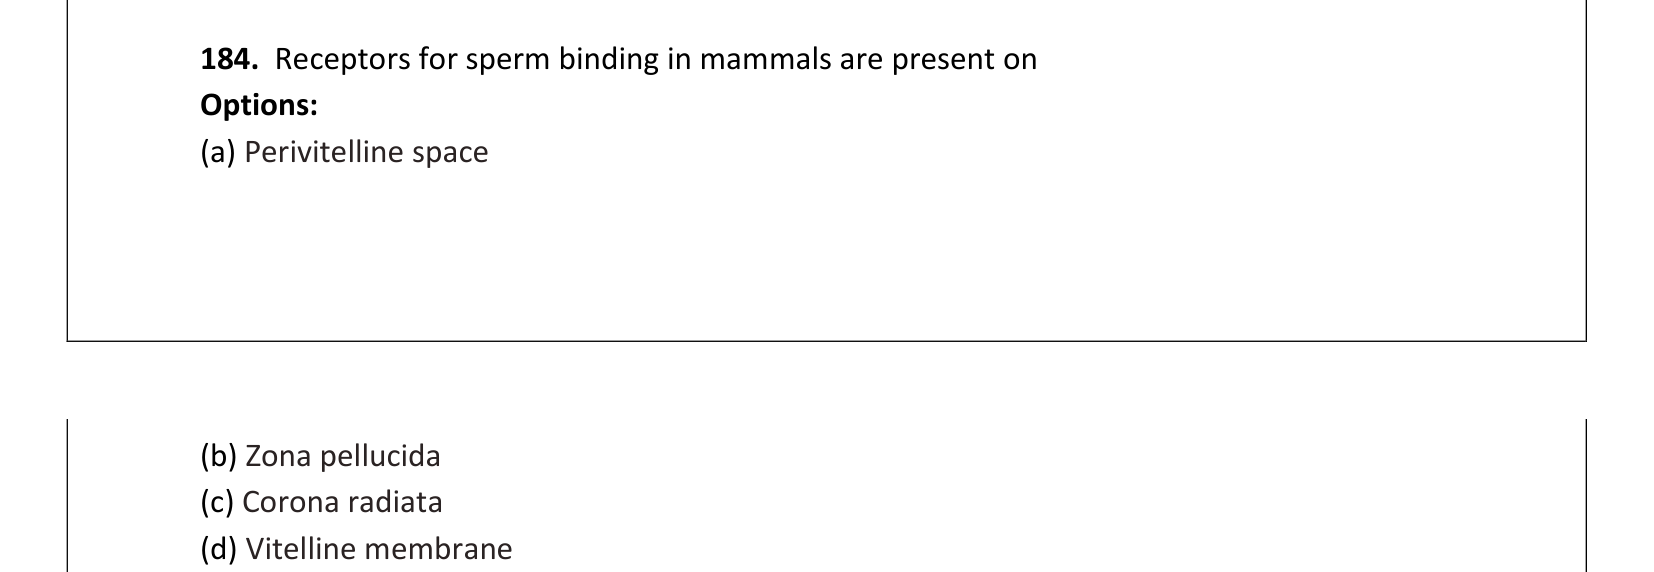 184. Receptors for sperm binding in mammals are present on
Options:
(a) Perivitelline space
(b) Zona pellucida
(c) Corona radiata
(d) Vitelline membrane